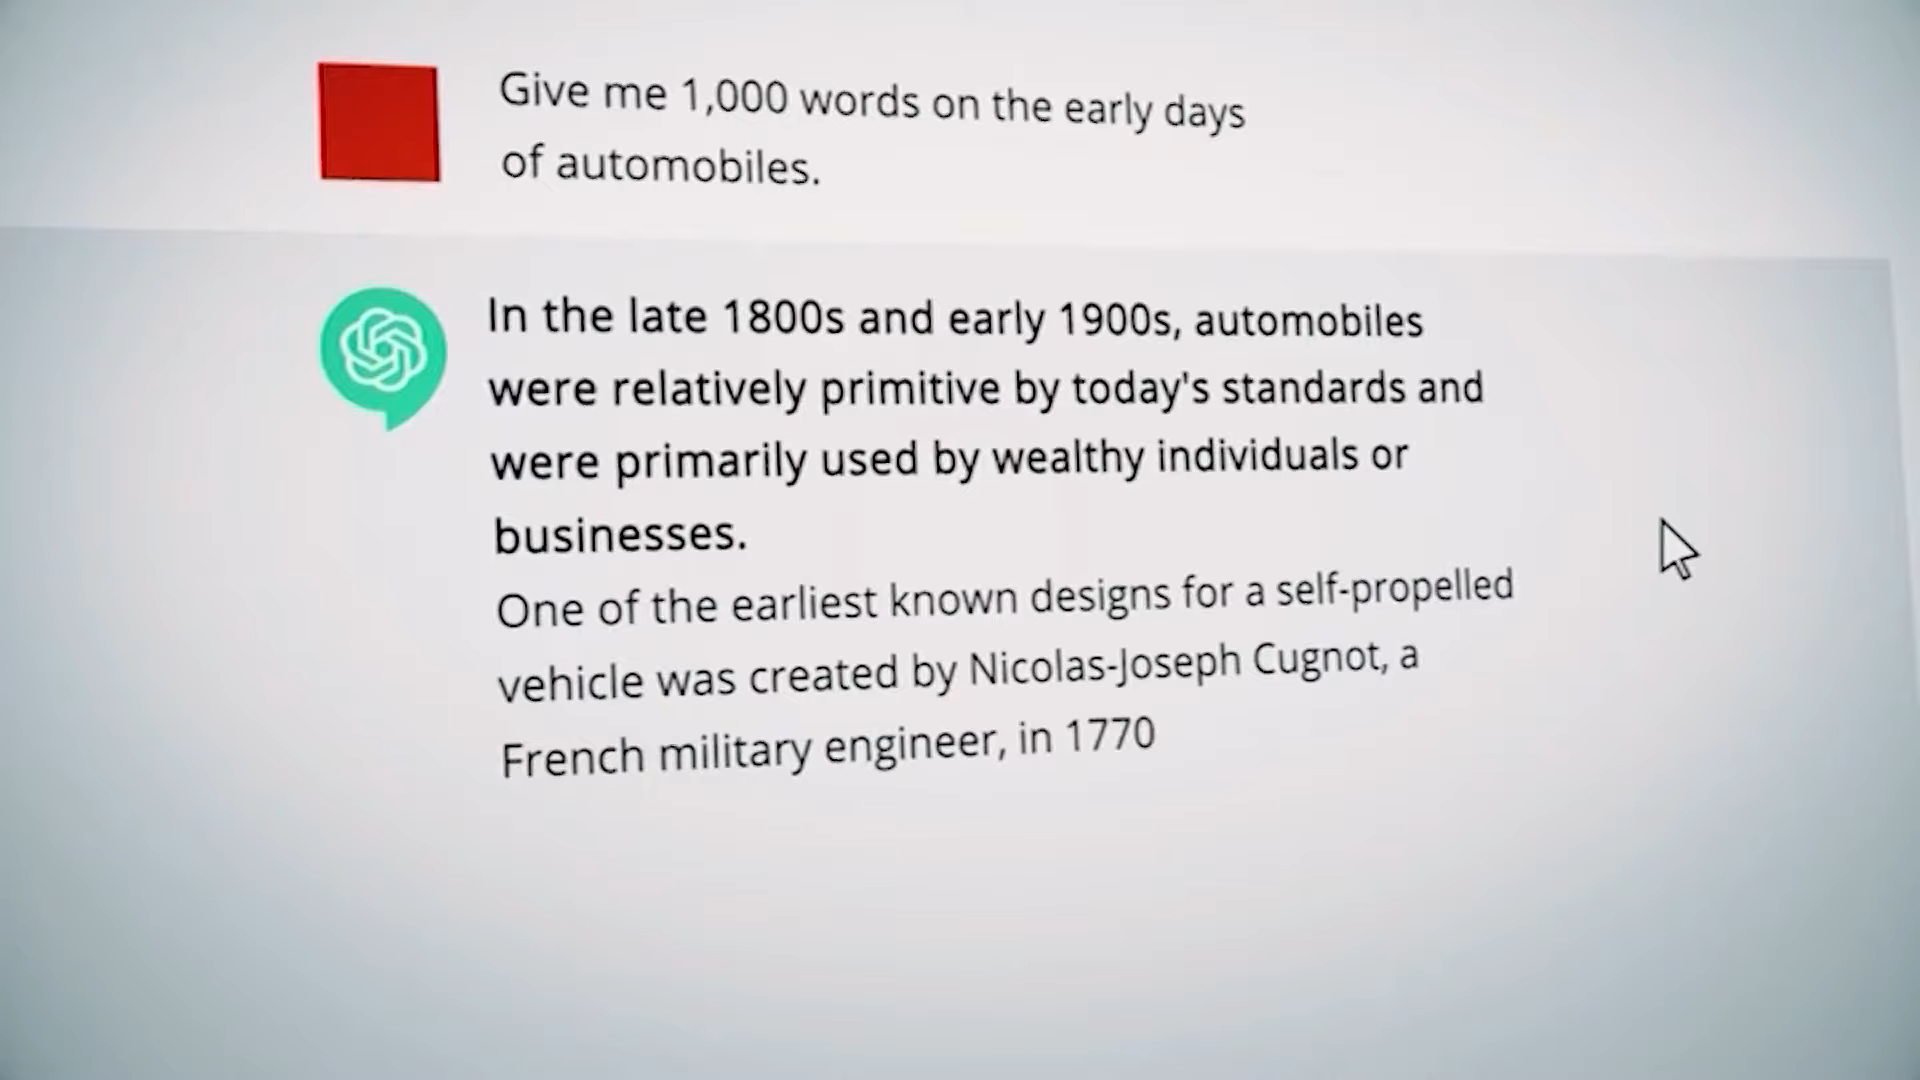 Give me 1,000 words on the early days
of automobiles.
In the late 1800s and early 1900s, automobiles
were relatively primitive by today's standards and
were primarily used by wealthy individuals or
businesses.
One of the earliest known designs for a self-propelled
vehicle was created by Nicolas-Joseph Cugnot, a
French military engineer, in 1770